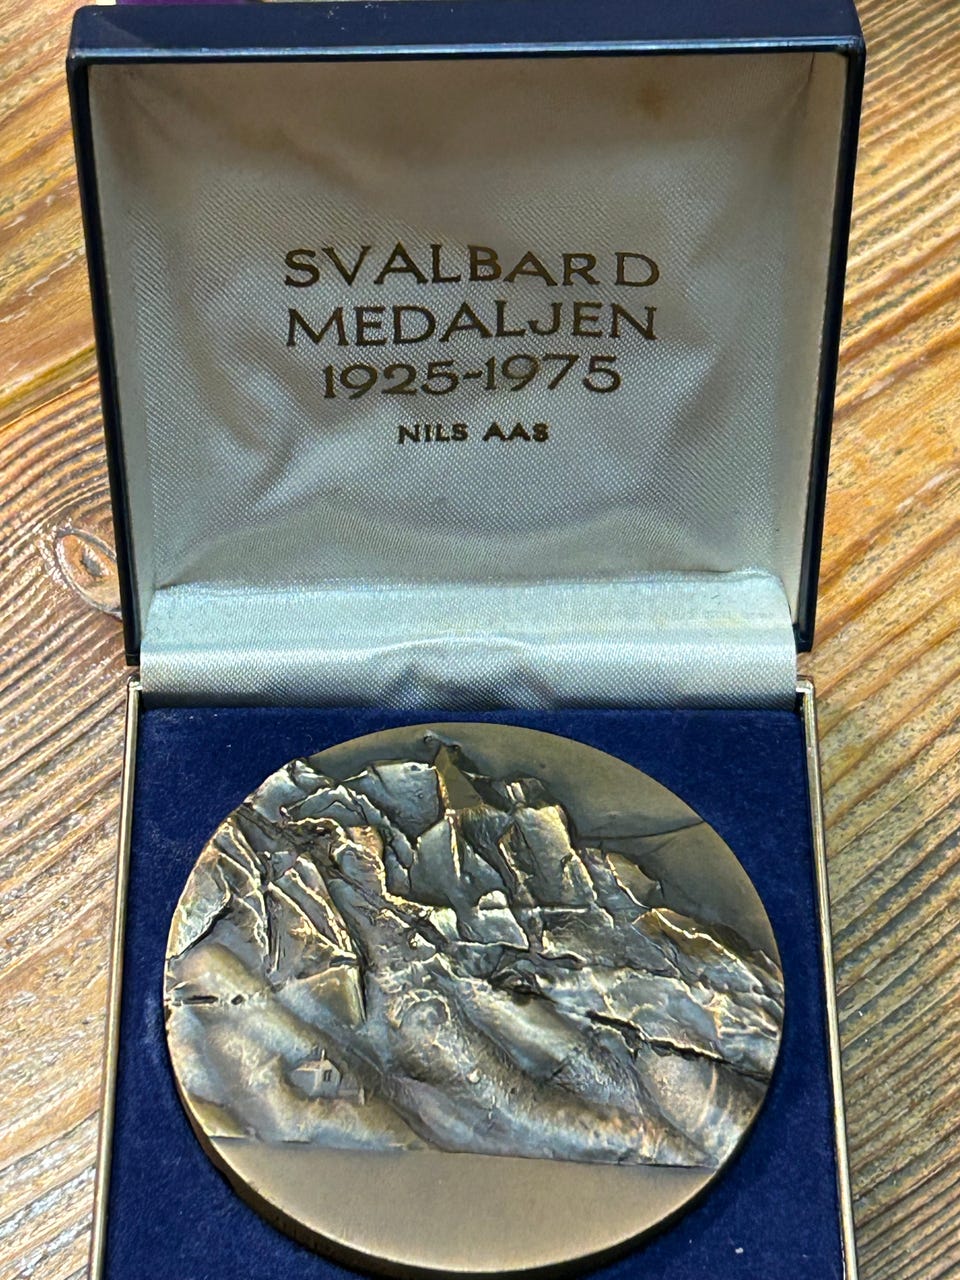 SVALBARD
MEDALJEN
1925-1975
NILS AAS